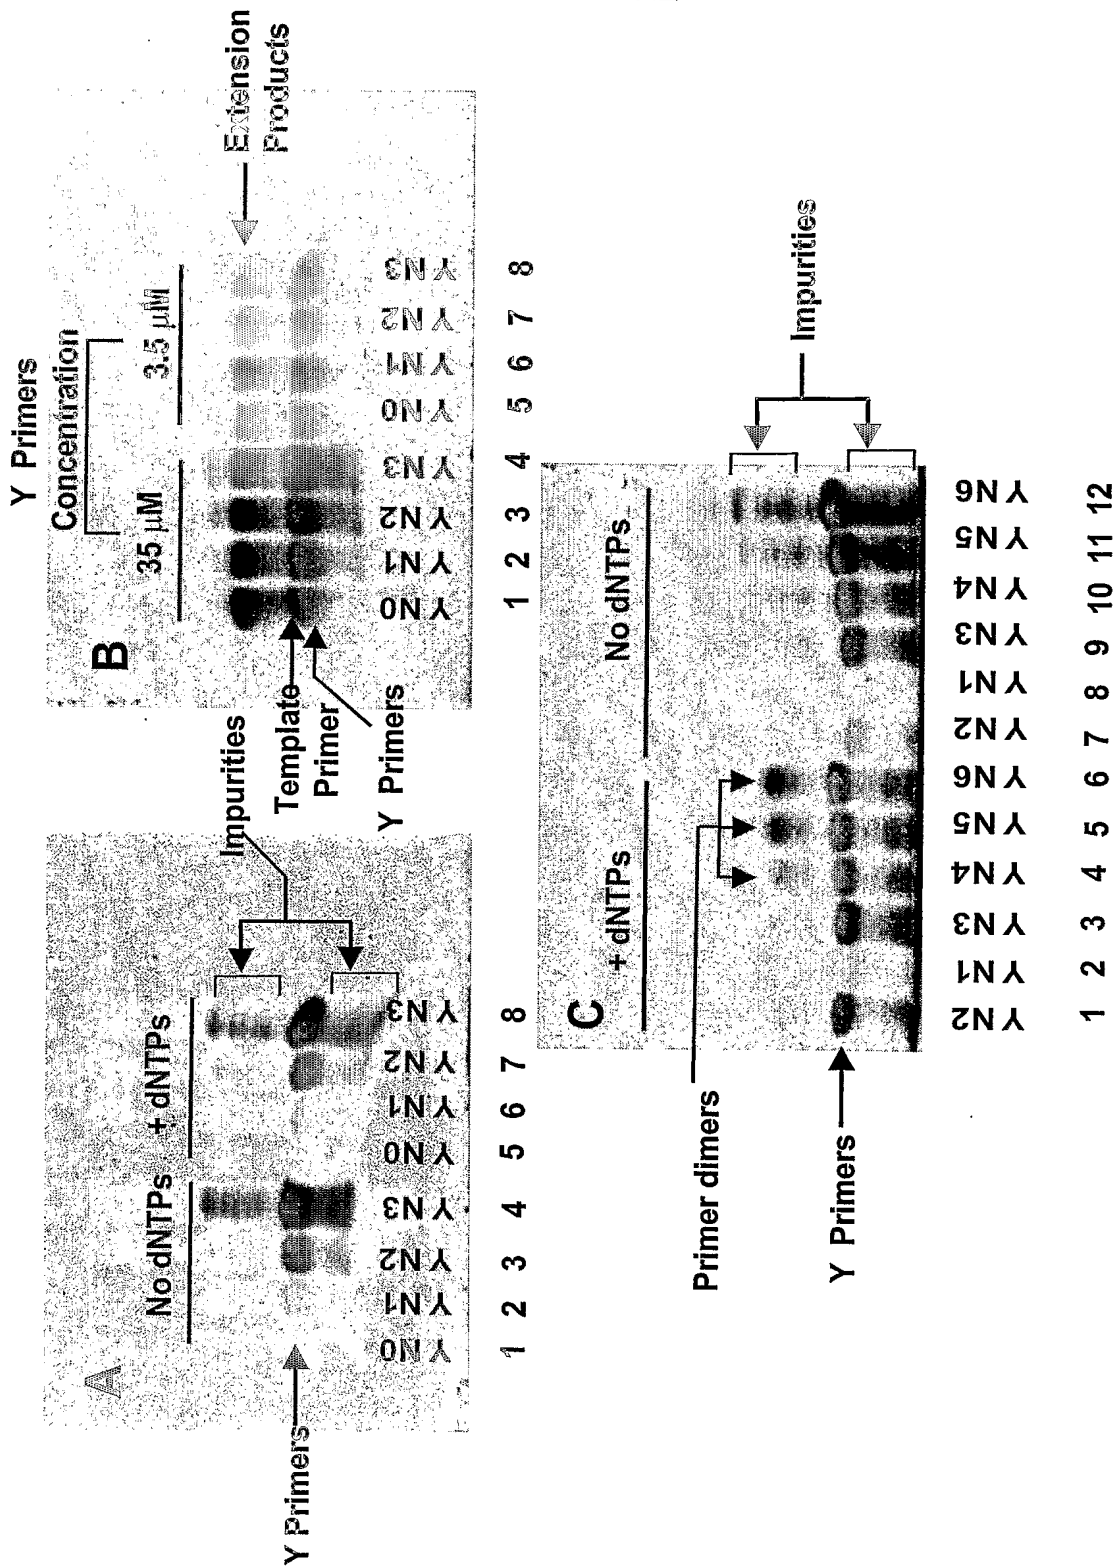 A
No dNTPs
+ dNTPs
Impurities
Y Primers
Y N0
Y N1
Y N2
Y N3
Y N0
Y N1
Y N2
Y N3
1 2 3 4 5 6 7 8
B
Y Primers
Concentration
35 µM
3.5 µM
Extension
Products
Template
Primer
Y Primers
Y N0
Y N1
Y N2
Y N3
Y N0
Y N1
Y N2
Y N3
1 2 3 4 5 6 7 8
C
+ dNTPs
No dNTPs
Impurities
Primer dimers
Y Primers
Y N2
Y N1
Y N3
Y N4
Y N5
Y N6
Y N2
Y N1
Y N3
Y N4
Y N5
Y N6
1 2 3 4 5 6 7 8 9 10 11 12